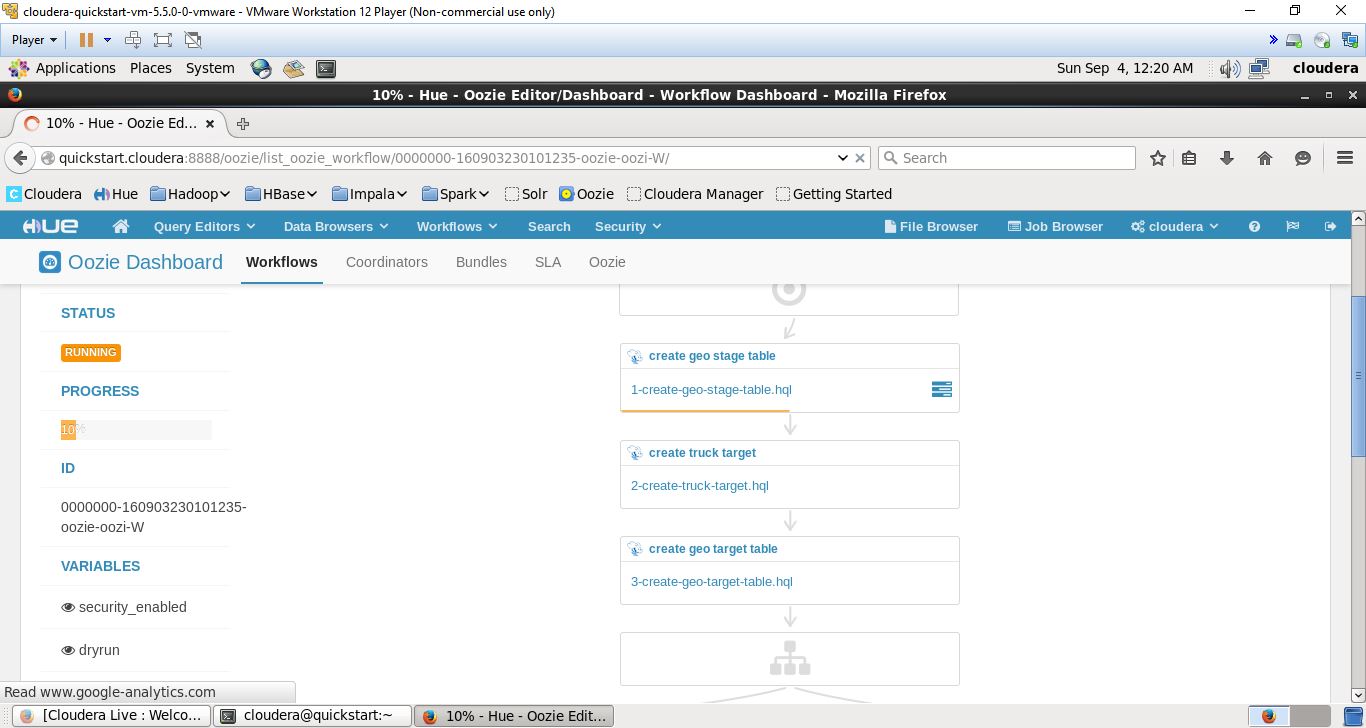 cloudera-quickstart-vm-5.5.0-0-vmware - VMware Workstation 12 Player (Non-commercial use only)
Player
Applications Places System Sun Sep 4, 12:20 AM cloudera
10% - Hue - Oozie Editor/Dashboard - Workflow Dashboard - Mozilla Firefox
10% - Hue - Oozie Ed...
quickstart.cloudera:8888/oozie/list_oozie_workflow/0000000-160903230101235-oozie-oozi-W/ Search
Cloudera Hue Hadoop HBase Impala Spark Solr Oozie Cloudera Manager Getting Started
HUE Query Editors Data Browsers Workflows Search Security File Browser Job Browser cloudera
Oozie Dashboard Workflows Coordinators Bundles SLA Oozie
STATUS
RUNNING
PROGRESS
10%
ID
0000000-160903230101235-
oozie-oozi-W
VARIABLES
security_enabled
dryrun
create geo stage table
1-create-geo-stage-table.hql
create truck target
2-create-truck-target.hql
create geo target table
3-create-geo-target-table.hql
Read www.google-analytics.com
[Cloudera Live : Welco... cloudera@quickstart:~ 10% - Hue - Oozie Edit...